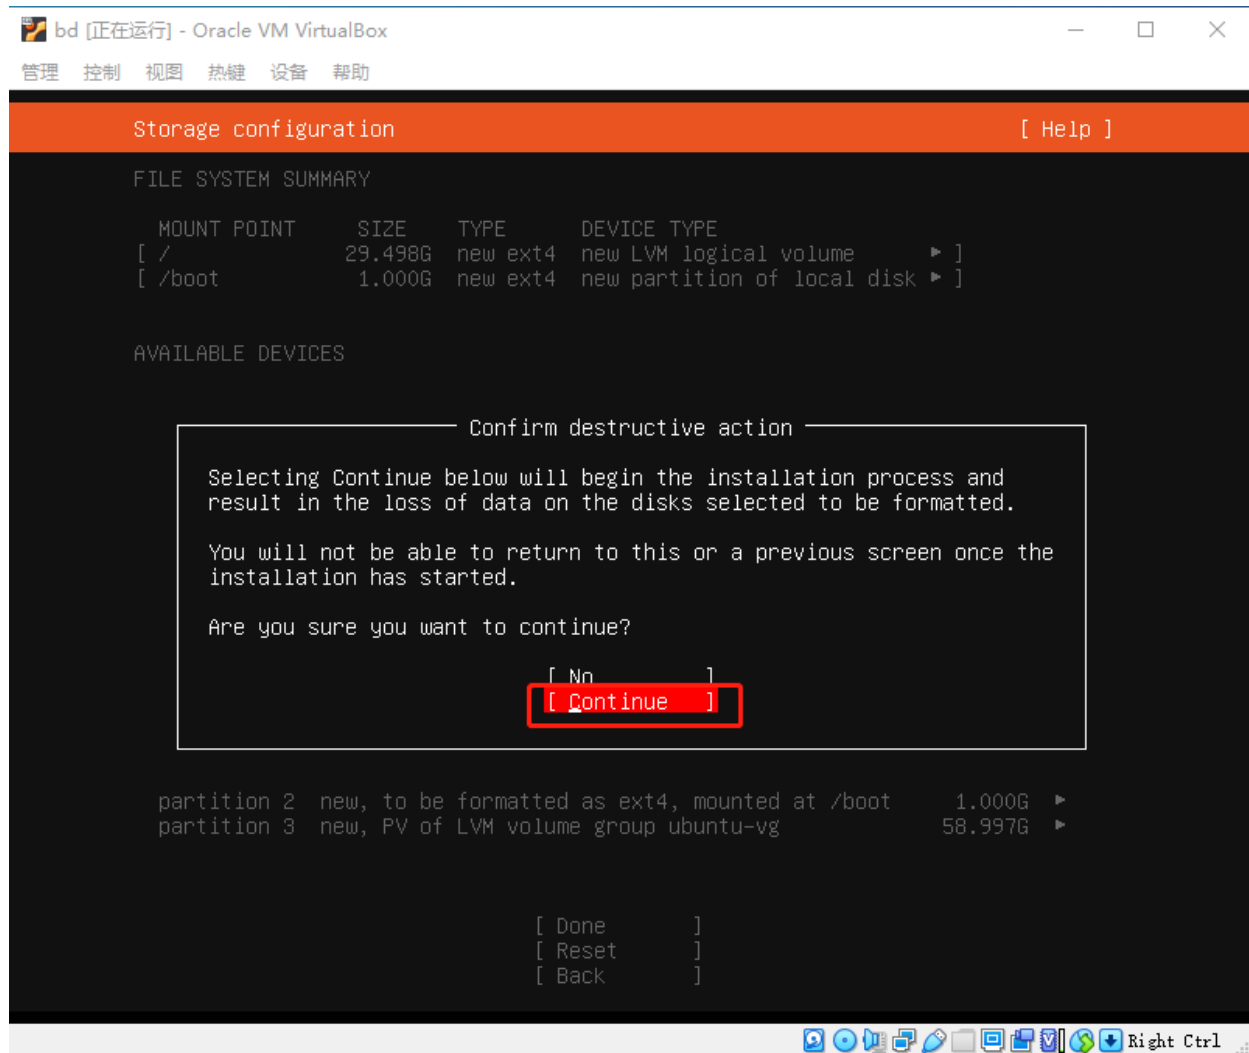 bd [正在运行] - Oracle VM VirtualBox
管理 控制 视图 热键 设备 帮助
Storage configuration [ Help ]
FILE SYSTEM SUMMARY
MOUNT POINT SIZE TYPE DEVICE TYPE
[ / 29.498G new ext4 new LVM logical volume ▸ ]
[ /boot 1.000G new ext4 new partition of local disk ▸ ]
AVAILABLE DEVICES
Confirm destructive action
Selecting Continue below will begin the installation process and
result in the loss of data on the disks selected to be formatted.
You will not be able to return to this or a previous screen once the
installation has started.
Are you sure you want to continue?
[ No ]
[ Continue ]
partition 2 new, to be formatted as ext4, mounted at /boot 1.000G ▸
partition 3 new, PV of LVM volume group ubuntu-vg 58.997G ▸
[ Done ]
[ Reset ]
[ Back ]
Right Ctrl